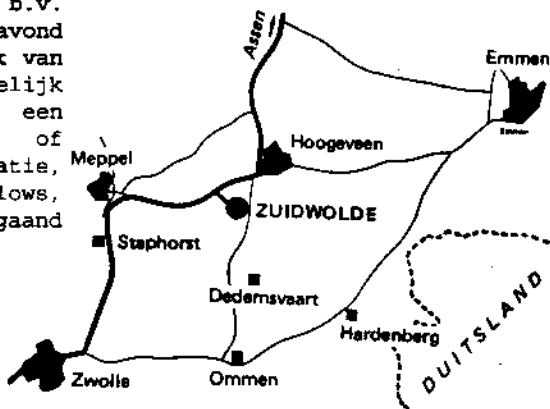 B.V.
avond
k van
elijk
een
of
atie,
lows,
gaand
Assen
Emmen
Hoogeveen
Meppel
ZUIDWOLDE
Staphorst
Dedemsvaart
Hardenberg
DUITSLAND
Zwolle
Ommen